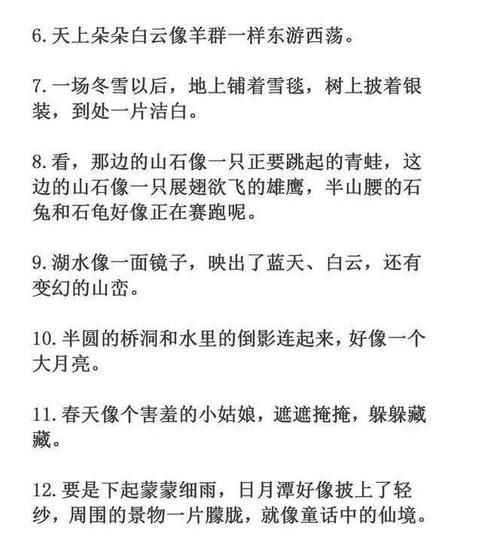 6.天上朵朵白云像羊群一样东游西荡。
7.一场冬雪以后，地上铺着雪毯，树上披着银
装，到处一片洁白。
8.看，那边的山石像一只正要跳起的青蛙，这
边的山石像一只展翅欲飞的雄鹰，半山腰的石
兔和石龟好像正在赛跑呢。
9.湖水像一面镜子，映出了蓝天、白云，还有
变幻的山峦。
10.半圆的桥洞和水里的倒影连起来，好像一个
大月亮。
11.春天像个害羞的小姑娘，遮遮掩掩，躲躲藏
藏。
12.要是下起蒙蒙细雨，日月潭好像披上了轻
纱，周围的景物一片朦胧，就像童话中的仙境。